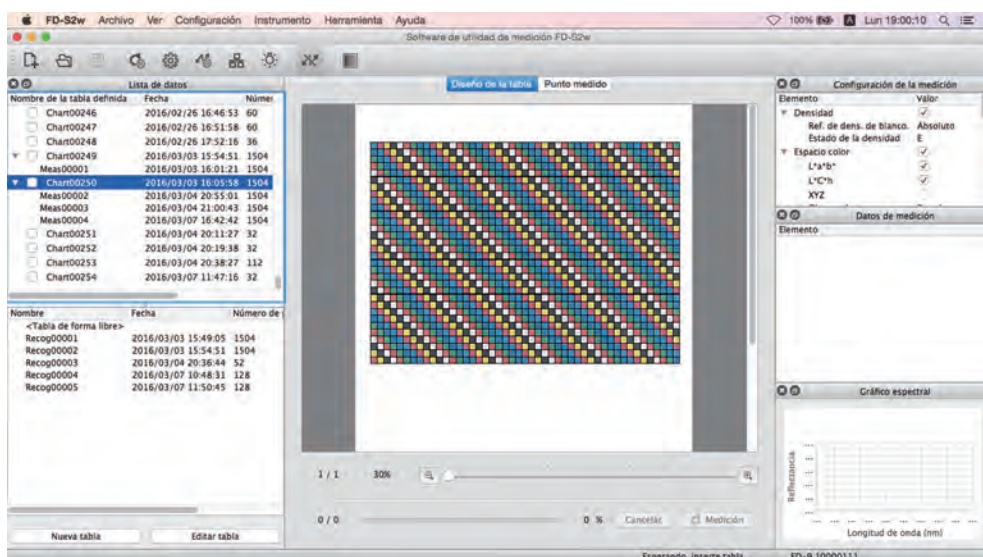 FD-S2w Archivo Ver Configuración Instrumento Herramienta Ayuda 100% Lun 19:00:10
Software de utilidad de medición FD-S2w
Lista de datos
Nombre de la tabla definida Fecha Númer
Chart00246 2016/02/26 16:46:53 60
Chart00247 2016/02/26 16:51:58 60
Chart00248 2016/02/26 17:52:16 36
Chart00249 2016/03/03 15:54:51 1504
Meas00001 2016/03/03 16:01:21 1504
Chart00250 2016/03/03 16:05:58 1504
Meas00002 2016/03/04 20:55:01 1504
Meas00003 2016/03/04 21:00:43 1504
Meas00004 2016/03/07 16:42:42 1504
Chart00251 2016/03/04 20:11:27 32
Chart00252 2016/03/04 20:19:38 32
Chart00253 2016/03/04 20:38:27 112
Chart00254 2016/03/07 11:47:16 32
Nombre Fecha Número de
<Tabla de forma libre>
Recog00001 2016/03/03 15:49:05 1504
Recog00002 2016/03/03 15:54:51 1504
Recog00003 2016/03/04 20:36:44 52
Recog00004 2016/03/07 10:48:31 128
Recog00005 2016/03/07 11:50:45 128
Nueva tabla Editar tabla
Diseño de la tabla Punto medido
1 / 1 30%
0 / 0 0 % Cancelar Medición
Esperando, inserte tabla FD-9 10000111
Configuración de la medición
Elemento Valor
Densidad
Ref. de dens. de blanco. Absoluto
Estado de la densidad E
Espacio color
L*a*b*
L*C*h
XYZ
Datos de medición
Elemento
Gráfico espectral
Reflectancia
Longitud de onda (nm)